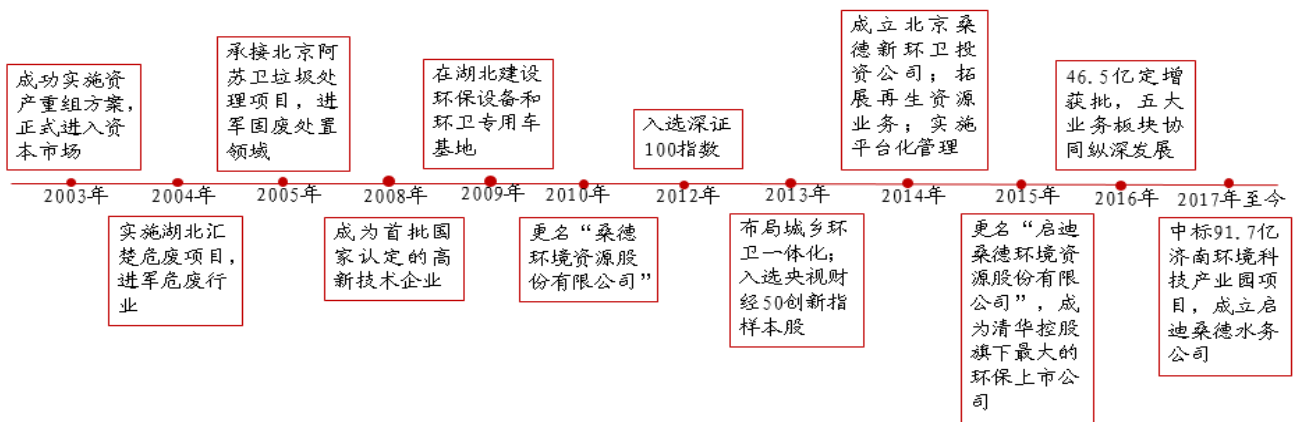 成功实施资
产重组方案，
正式进入资
本市场
承接北京阿
苏卫垃圾处
理项目，进
军固废处置
领域
在湖北建设
环保设备和
环卫专用车
基地
入选深证
100指数
成立北京桑
德新环卫投
资公司；拓
展再生资源
业务；实施
平台化管理
46.5亿定增
获批，五大
业务板块协
同纵深发展
2003年
2004年
2005年
2008年
2009年
2010年
2012年
2013年
2014年
2015年
2016年
2017年至今
实施湖北汇
楚危废项目，
进军危废行
业
成为首批国
家认定的高
新技术企业
更名“桑德
环境资源股
份有限公司”
布局城乡环
卫一体化；
入选央视财
经50创新指
样本股
更名“启迪
桑德环境资
源股份有限
公司”，成
为清华控股
旗下最大的
环保上市公
司
中标91.7亿
济南环境科
技产业园项
目，成立启
迪桑德水务
公司